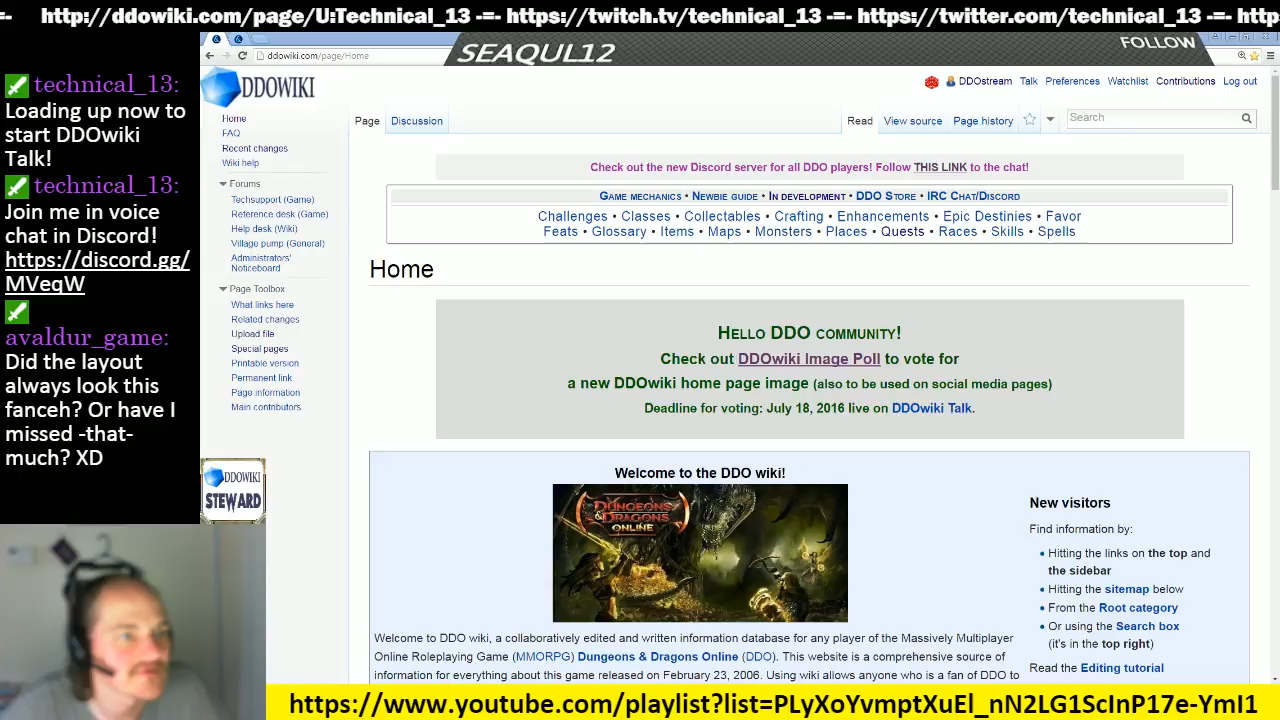 http://ddowiki.com/page/U:Technical_13 -=- https://twitch.tv/technical_13 -=- https://twitter.com/technical_13 -=- http
technical_13:
Loading up now to
start DDOwiki
Talk!
technical_13:
Join me in voice
chat in Discord!
https://discord.gg/
MVeqW
avaldur_game:
Did the layout
always look this
fanceh? Or have I
missed -that-
much? XD
SEAQUL12
FOLLOW
ddowiki.com/page/Home
DDOWIKI
DDOstream Talk Preferences Watchlist Contributions Log out
Page Discussion Read View source Page history Search
Home
FAQ
Recent changes
Wiki help
Forums
Techsupport (Game)
Reference desk (Game)
Help desk (Wiki)
Village pump (General)
Administrators'
Noticeboard
Page Toolbox
What links here
Related changes
Upload file
Special pages
Printable version
Permanent link
Page information
Main contributors
DDOWIKI
STEWARD
Check out the new Discord server for all DDO players! Follow THIS LINK to the chat!
Game mechanics • Newbie guide • In development • DDO Store • IRC Chat/Discord
Challenges • Classes • Collectables • Crafting • Enhancements • Epic Destinies • Favor
Feats • Glossary • Items • Maps • Monsters • Places • Quests • Races • Skills • Spells
Home
Hello DDO community!
Check out DDOwiki Image Poll to vote for
a new DDOwiki home page image (also to be used on social media pages)
Deadline for voting: July 18, 2016 live on DDOwiki Talk.
Welcome to the DDO wiki!
DUNGEONS
& DRAGONS
ONLINE
Welcome to DDO wiki, a collaboratively edited and written information database for any player of the Massively Multiplayer
Online Roleplaying Game (MMORPG) Dungeons & Dragons Online (DDO). This website is a comprehensive source of
information for everything about this game released on February 23, 2006. Using wiki allows anyone who is a fan of DDO to
New visitors
Find information by:
• Hitting the links on the top and
the sidebar
• Hitting the sitemap below
• From the Root category
• Or using the Search box
(it's in the top right)
Read the Editing tutorial
https://www.youtube.com/playlist?list=PLyXoYvmptXuEl_nN2LG1ScInP17e-YmI1